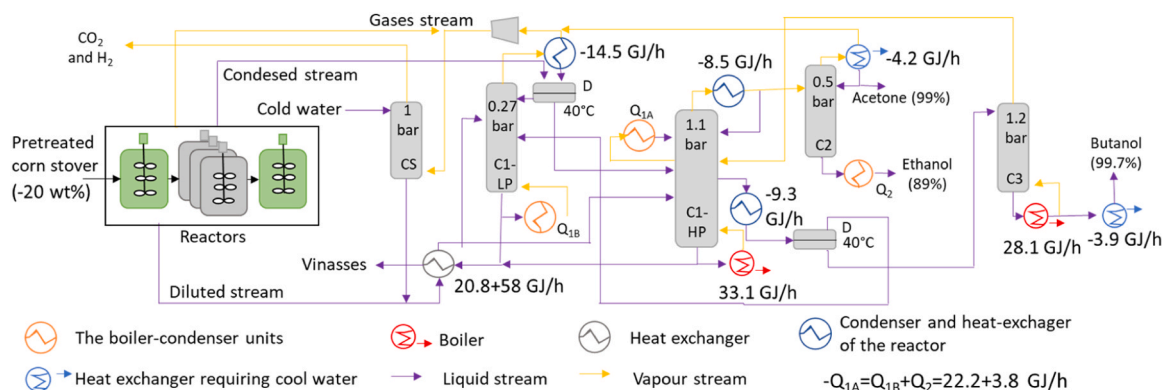 Gases stream
CO2
and H2
-14.5 GJ/h
-8.5 GJ/h
-4.2 GJ/h
Condesed stream
Cold water
D
40°C
0.5
bar
C2
Acetone (99%)
1
bar
CS
0.27
bar
C1-
LP
Q1A
1.1
bar
C1-
HP
1.2
bar
C3
Butanol
(99.7%)
Pretreated
corn stover
(-20 wt%)
Ethanol
(89%)
Q2
-9.3
GJ/h
Q1B
D
40°C
Reactors
28.1 GJ/h
-3.9 GJ/h
Vinasses
Diluted stream
20.8+58 GJ/h
33.1 GJ/h
The boiler-condenser units
Boiler
Heat exchanger
Condenser and heat-exchager
of the reactor
Heat exchanger requiring cool water
Liquid stream
Vapour stream
-Q1A=Q1B+Q2=22.2+3.8 GJ/h